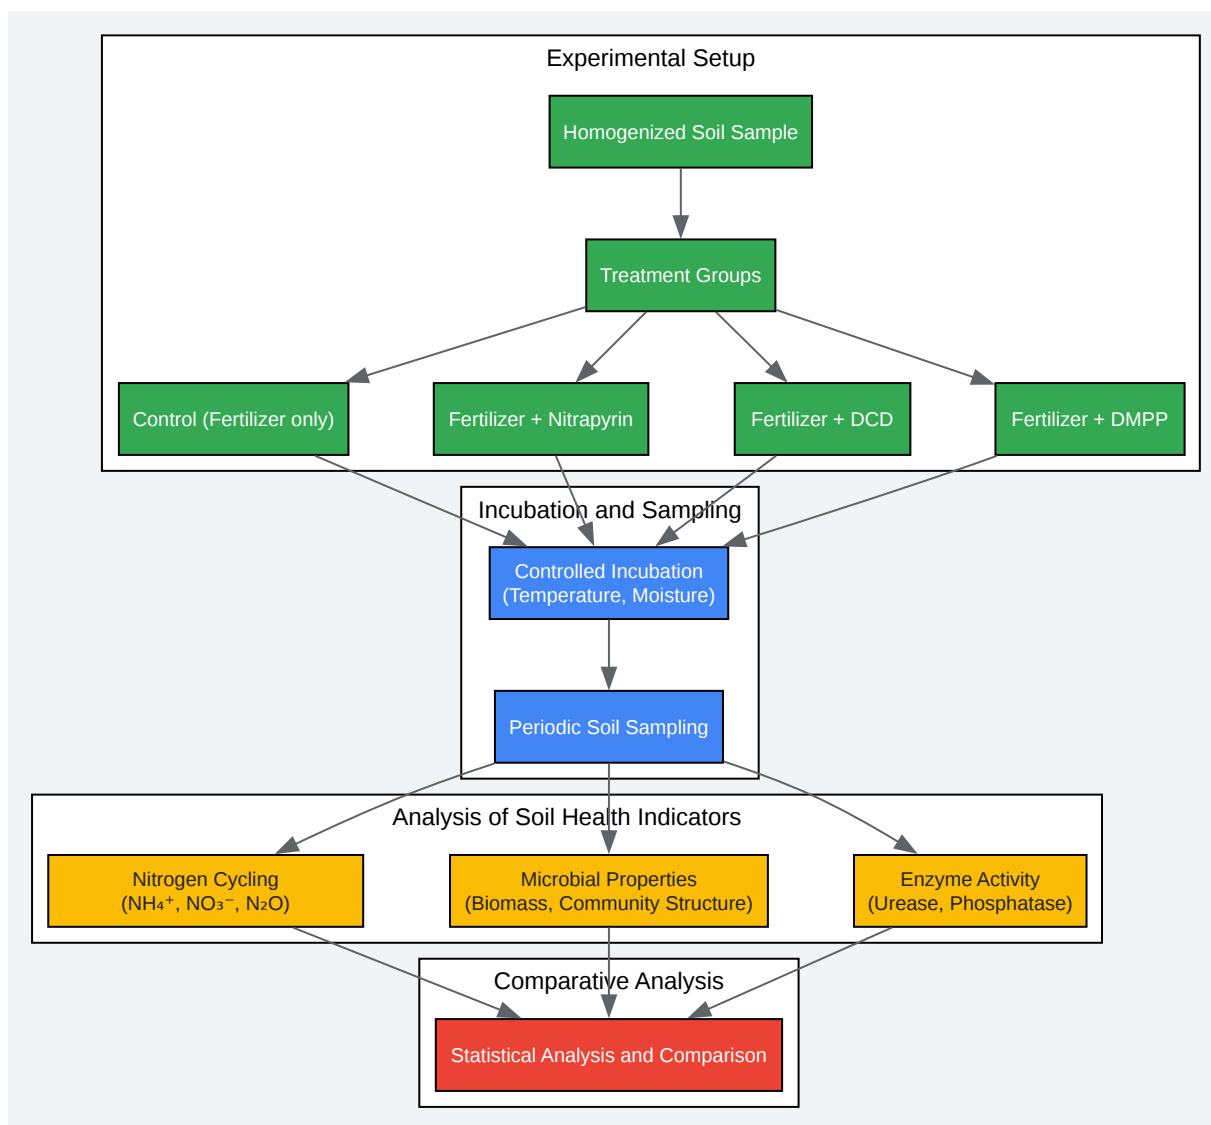 Experimental Setup
Homogenized Soil Sample
Treatment Groups
Control (Fertilizer only)
Fertilizer + Nitrapyrin
Fertilizer + DCD
Fertilizer + DMPP
Incubation and Sampling
Controlled Incubation
(Temperature, Moisture)
Periodic Soil Sampling
Analysis of Soil Health Indicators
Nitrogen Cycling
(NH₄⁺, NO₃⁻, N₂O)
Microbial Properties
(Biomass, Community Structure)
Enzyme Activity
(Urease, Phosphatase)
Comparative Analysis
Statistical Analysis and Comparison